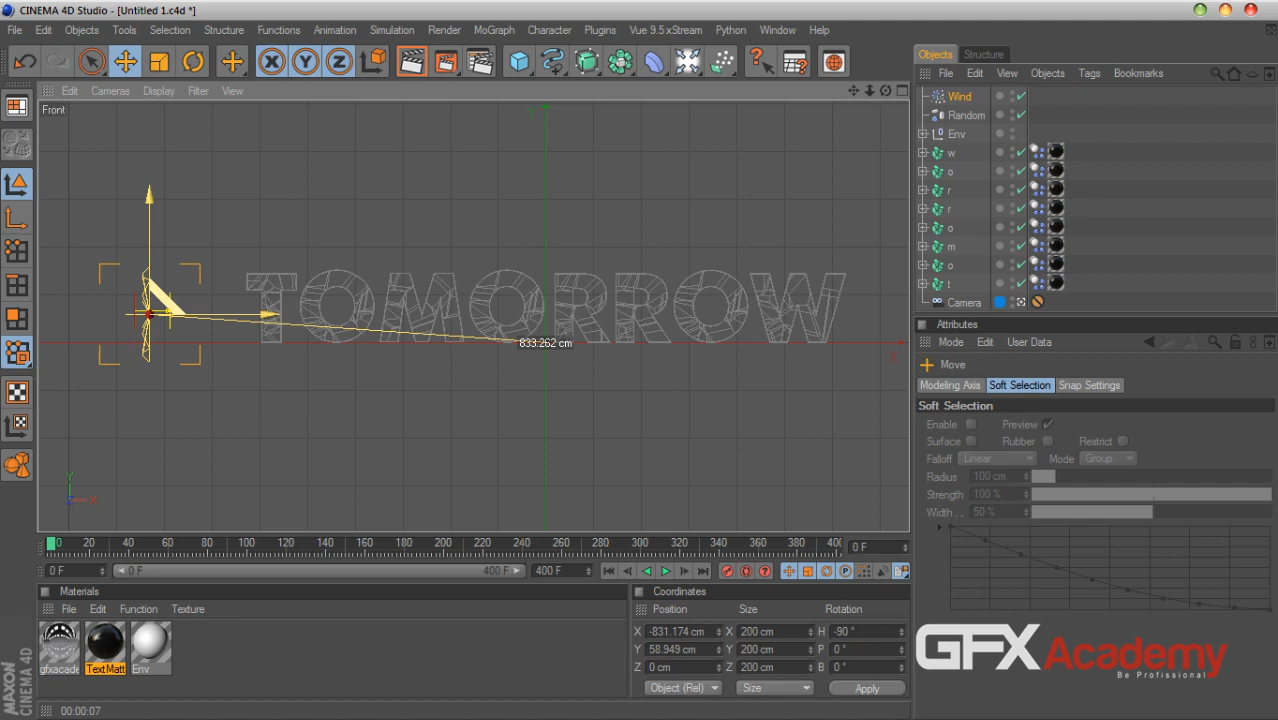 CINEMA 4D Studio - [Untitled 1.c4d *]
File Edit Objects Tools Selection Structure Functions Animation Simulation Render MoGraph Character Plugins Vue 9.5 xStream Python Window Help
Objects Structure
File Edit View Objects Tags Bookmarks
Edit Cameras Display Filter View
Front
Wind
Random
Env
w
o
r
r
o
m
o
t
Camera
TOMORROW
833.262 cm
X
Y
Z X
Attributes
Mode Edit User Data
Move
Modeling Axis Soft Selection Snap Settings
Soft Selection
Enable Preview
Surface Rubber Restrict
Falloff Linear Mode Group
Radius 100 cm
Strength 100 %
Width . . 50 %
0 20 40 60 80 100 120 140 160 180 200 220 240 260 280 300 320 340 360 380 400 0 F
0 F 0 F 400 F 400 F
Materials
File Edit Function Texture
gfxacade TextMatt Env
Coordinates
Position Size Rotation
X -831.174 cm X 200 cm H -90 °
Y 58.949 cm Y 200 cm P 0 °
Z 0 cm Z 200 cm B 0 °
Object (Rel) Size Apply
GFXAcademy
Be Profissional
MAXON
CINEMA 4D
00:00:07